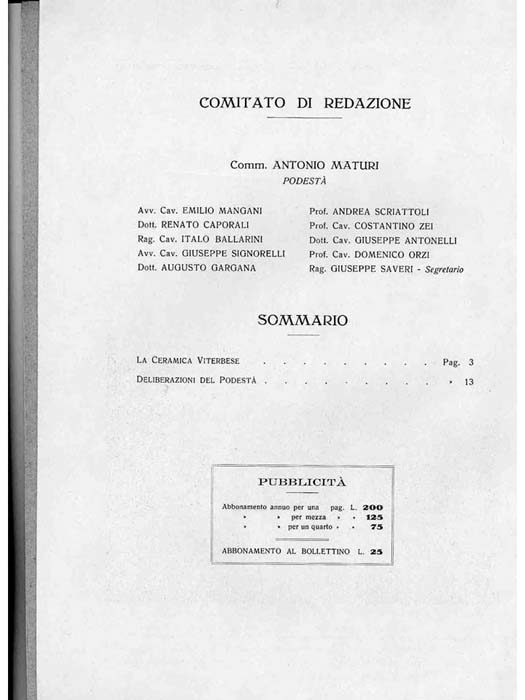 COMITATO DI REDAZIONE
Comm. ANTONIO MATURI
PODESTÀ
Avv. Cav. EMILIO MANGANI
Dott. RENATO CAPORALI
Rag. Cav. ITALO BALLARINI
Avv. Cav. GIUSEPPE SIGNORELLI
Dott. AUGUSTO GARGANA
Prof. ANDREA SCRIATTOLI
Prof. Cav. COSTANTINO ZEI
Dott. Cav. GIUSEPPE ANTONELLI
Prof. Cav. DOMENICO ORZI
Rag. GIUSEPPE SAVERI - Segretario
SOMMARIO
LA CERAMICA VITERBESE . . . . . . . . . Pag. 3
DELIBERAZIONI DEL PODESTÀ . . . . . . . . . » 13
PUBBLICITÀ
Abbonamento annuo per una pag. L. 200
» » per mezza » » 125
» » per un quarto » » 75
ABBONAMENTO AL BOLLETTINO L. 25